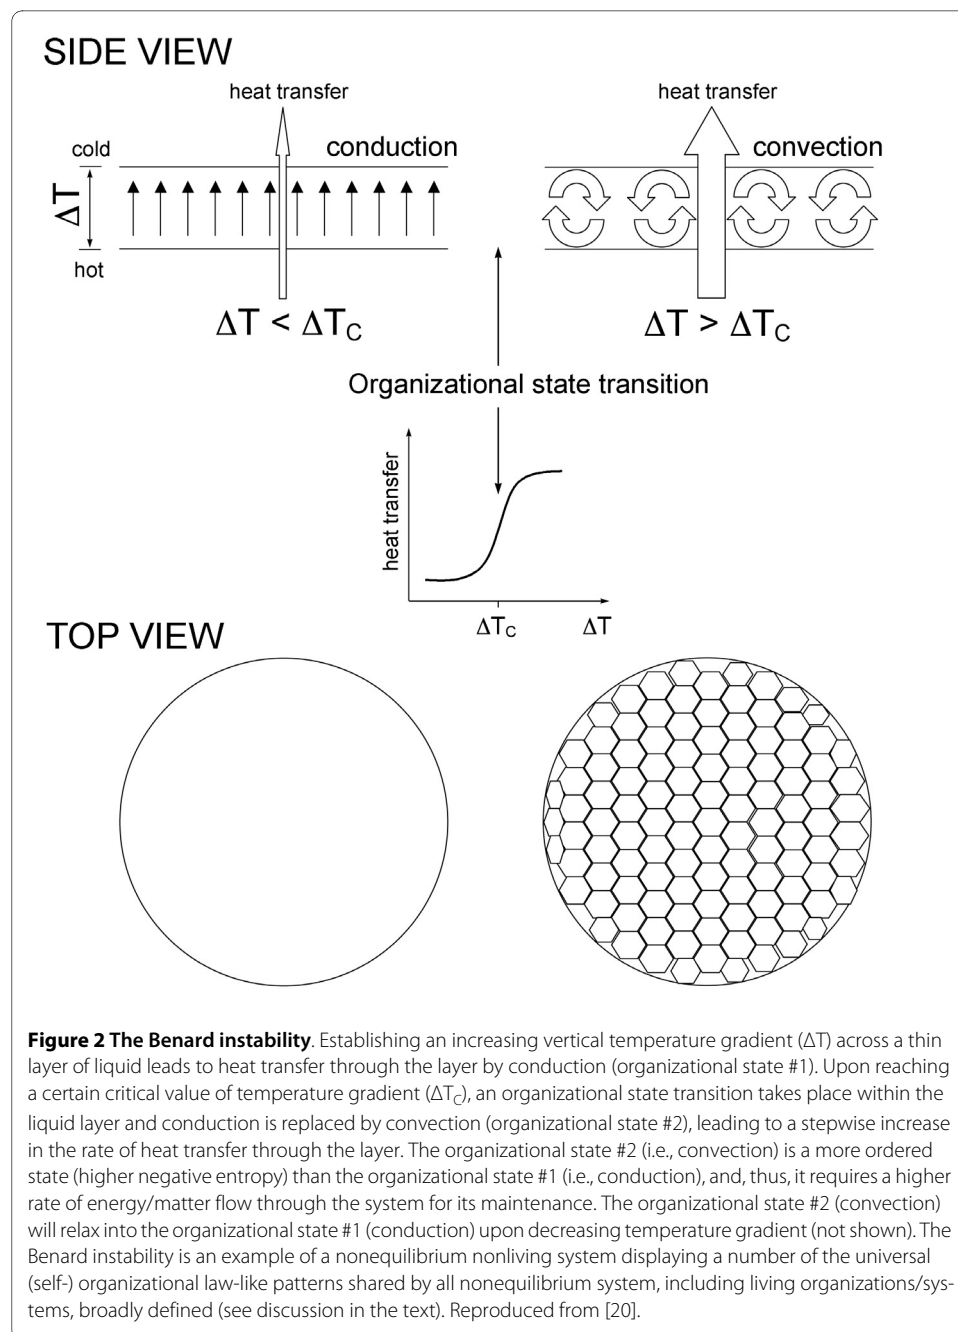 SIDE VIEW
heat transfer
heat transfer
cold
conduction
convection
ΔT
hot
ΔT < ΔTC
ΔT > ΔTC
Organizational state transition
heat transfer
ΔTC
ΔT
TOP VIEW
Figure 2 The Benard instability. Establishing an increasing vertical temperature gradient (ΔT) across a thin
layer of liquid leads to heat transfer through the layer by conduction (organizational state #1). Upon reaching
a certain critical value of temperature gradient (ΔTC), an organizational state transition takes place within the
liquid layer and conduction is replaced by convection (organizational state #2), leading to a stepwise increase
in the rate of heat transfer through the layer. The organizational state #2 (i.e., convection) is a more ordered
state (higher negative entropy) than the organizational state #1 (i.e., conduction), and, thus, it requires a higher
rate of energy/matter flow through the system for its maintenance. The organizational state #2 (convection)
will relax into the organizational state #1 (conduction) upon decreasing temperature gradient (not shown). The
Benard instability is an example of a nonequilibrium nonliving system displaying a number of the universal
(self-) organizational law-like patterns shared by all nonequilibrium system, including living organizations/sys-
tems, broadly defined (see discussion in the text). Reproduced from [20].